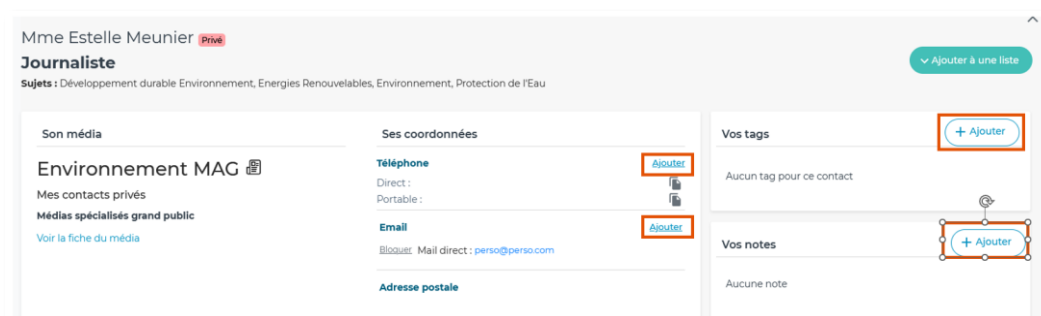 Mme Estelle Meunier Privé
Journaliste
Sujets : Développement durable Environnement, Energies Renouvelables, Environnement, Protection de l'Eau
Ajouter à une liste
Son média
Environnement MAG
Mes contacts privés
Médias spécialisés grand public
Voir la fiche du média
Ses coordonnées
Téléphone Ajouter
Direct :
Portable :
Email Ajouter
Bloquer Mail direct : perso@perso.com
Adresse postale
Vos tags + Ajouter
Aucun tag pour ce contact
Vos notes + Ajouter
Aucune note